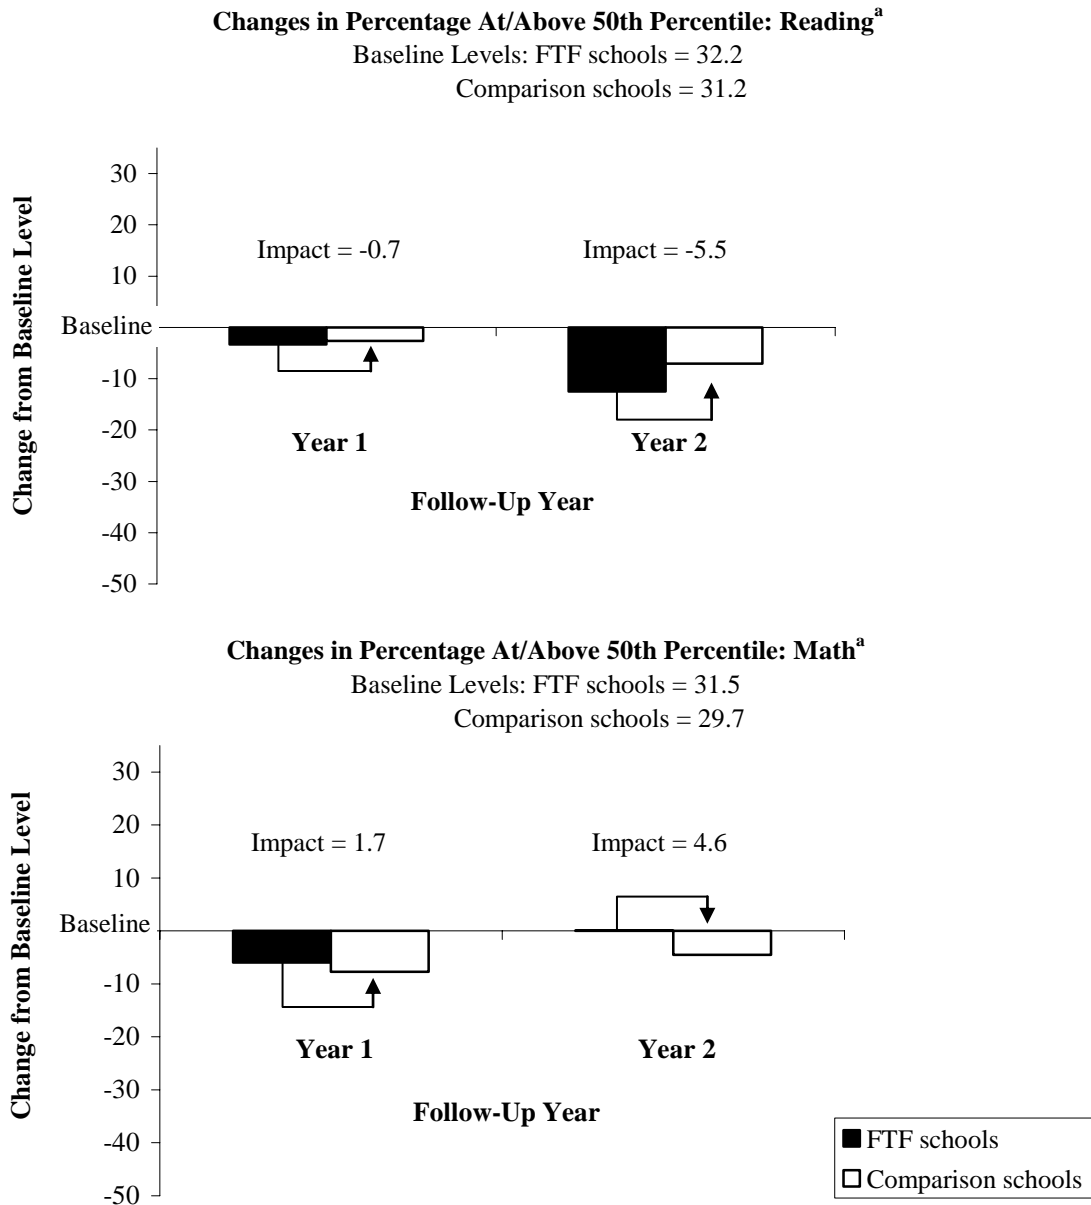 Changes in Percentage At/Above 50th Percentile: Readingᵃ
Baseline Levels: FTF schools = 32.2
Comparison schools = 31.2
Change from Baseline Level
30
20
10
Baseline
-10
-20
-30
-40
-50
Impact = -0.7
Impact = -5.5
Year 1
Year 2
Follow-Up Year
Changes in Percentage At/Above 50th Percentile: Mathᵃ
Baseline Levels: FTF schools = 31.5
Comparison schools = 29.7
Change from Baseline Level
30
20
10
Baseline
-10
-20
-30
-40
-50
Impact = 1.7
Impact = 4.6
Year 1
Year 2
Follow-Up Year
FTF schools
Comparison schools